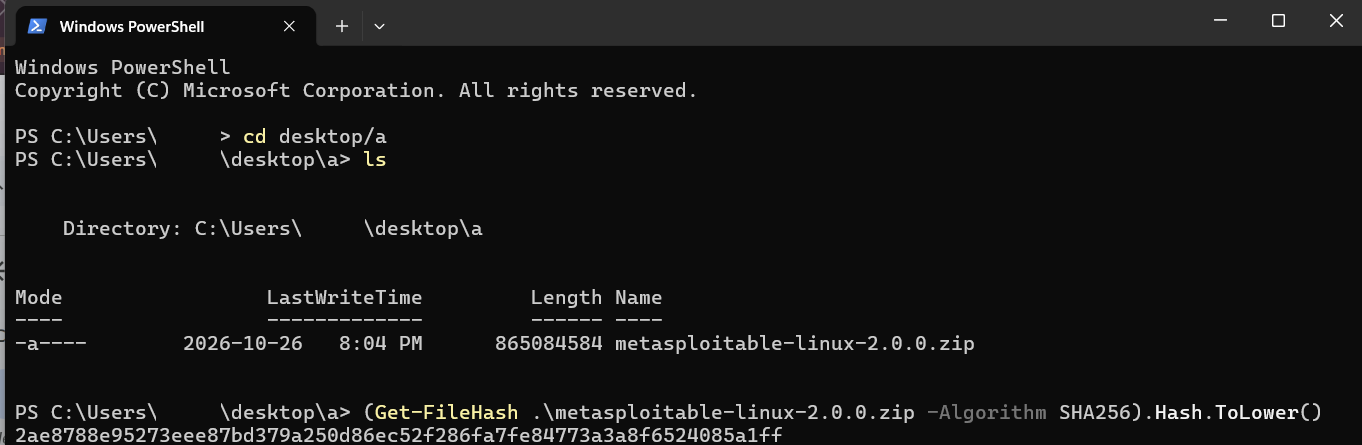 Windows PowerShell
Windows PowerShell
Copyright (C) Microsoft Corporation. All rights reserved.
PS C:\Users\ > cd desktop/a
PS C:\Users\ \desktop\a> ls
Directory: C:\Users\ \desktop\a
Mode LastWriteTime Length Name
---- ------------- ------ ----
-a---- 2026-10-26 8:04 PM 865084584 metasploitable-linux-2.0.0.zip
PS C:\Users\ \desktop\a> (Get-FileHash .\metasploitable-linux-2.0.0.zip -Algorithm SHA256).Hash.ToLower()
2ae8788e95273eee87bd379a250d86ec52f286fa7fe84773a3a8f6524085a1ff